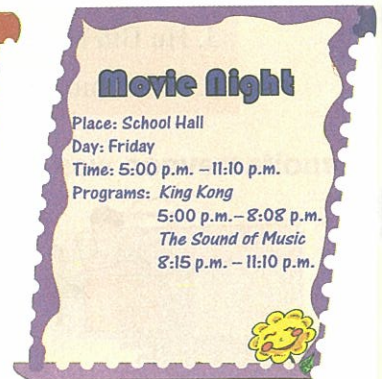 Movie Night
Place: School Hall
Day: Friday
Time: 5:00 p.m. – 11:10 p.m.
Programs: King Kong
5:00 p.m. – 8:08 p.m.
The Sound of Music
8:15 p.m. – 11:10 p.m.